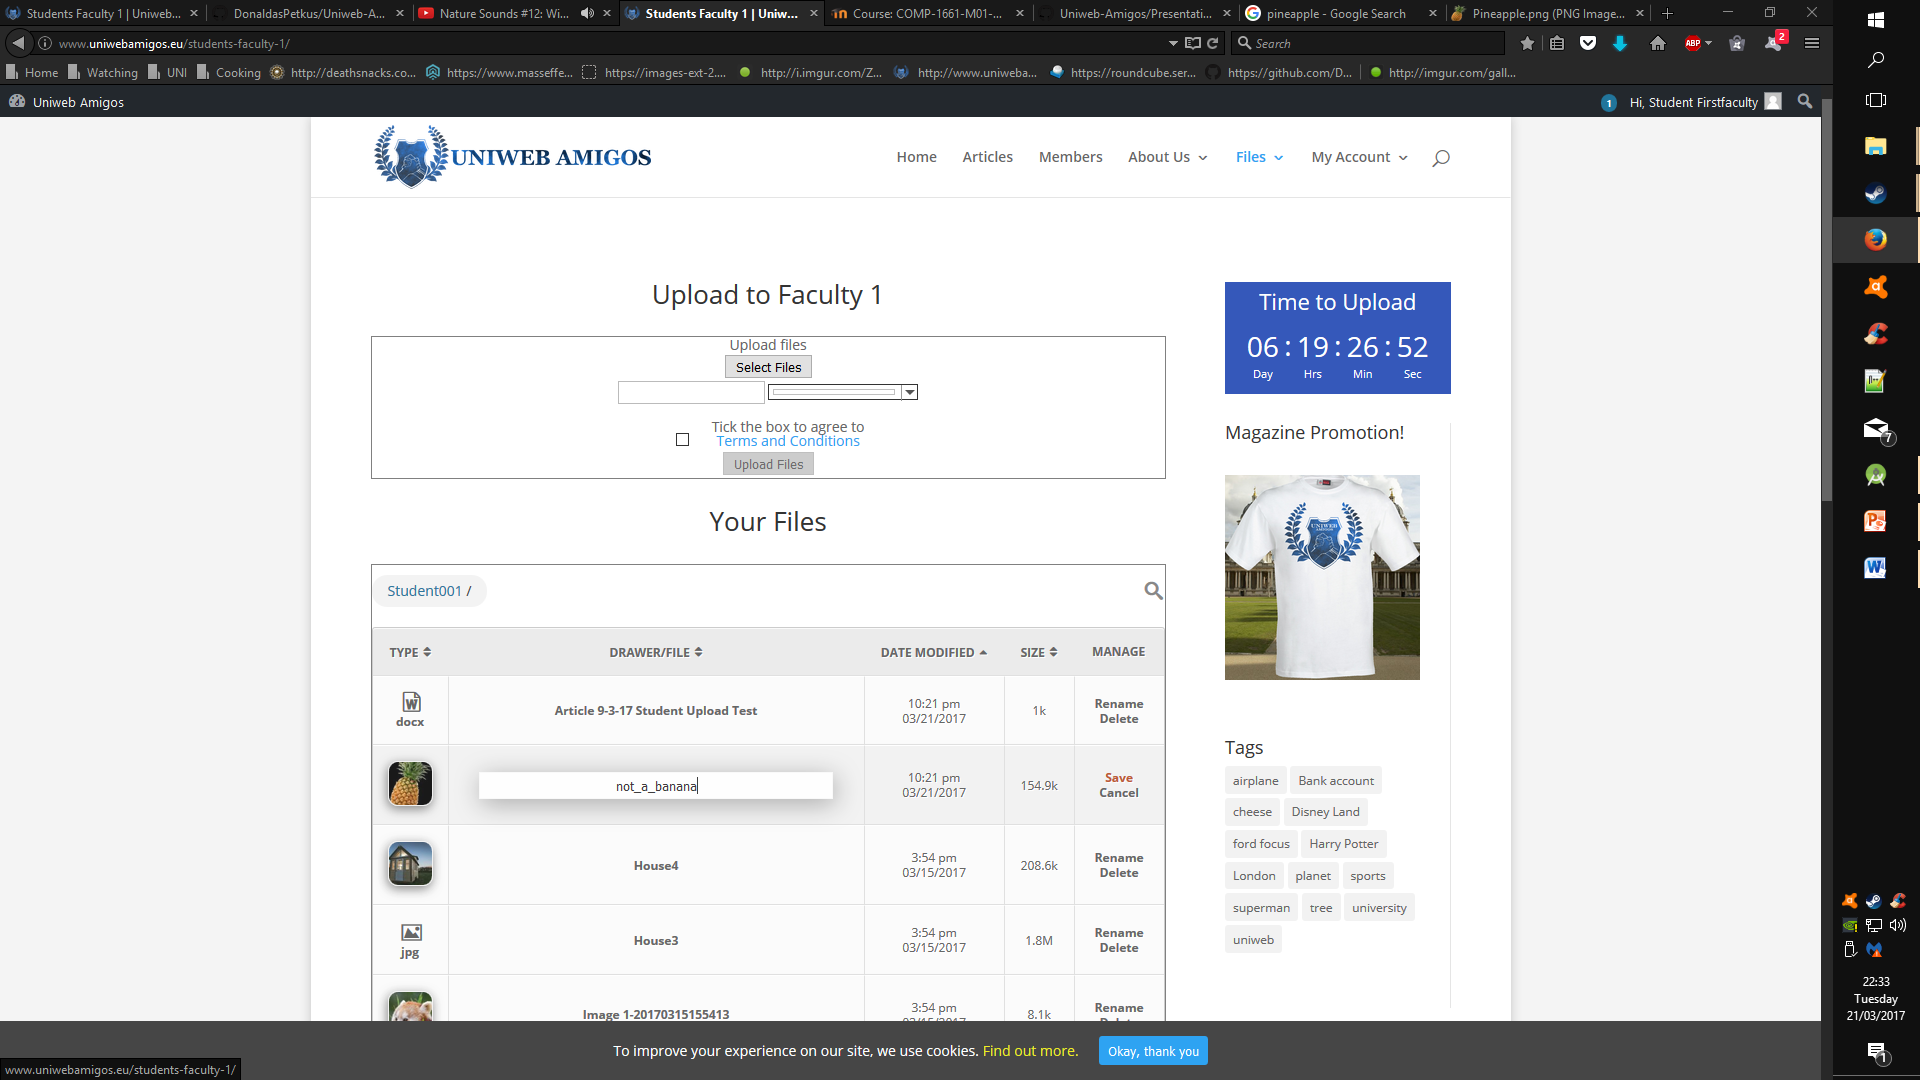 Students Faculty 1 | Uniweb...
DonaldasPetkus/Uniweb-A...
Nature Sounds #12: Wi...
Students Faculty 1 | Uniw...
Course: COMP-1661-M01-...
Uniweb-Amigos/Presentati...
pineapple - Google Search
Pineapple.png (PNG Image...
www.uniwebamigos.eu/students-faculty-1/
Search
ABP
2
Home
Watching
UNI
Cooking
http://deathsnacks.co...
https://www.masseffe...
https://images-ext-2....
http://i.imgur.com/Z...
http://www.uniweba...
https://roundcube.ser...
https://github.com/D...
http://imgur.com/gall...
Uniweb Amigos
1
Hi, Student Firstfaculty
UNIWEB AMIGOS
Home
Articles
Members
About Us
Files
My Account
Upload to Faculty 1
Upload files
Select Files
Tick the box to agree to
Terms and Conditions
Upload Files
Time to Upload
06 : 19 : 26 : 52
Day Hrs Min Sec
Magazine Promotion!
UNIWEB
AMIGOS
Your Files
Student001 /
TYPE DRAWER/FILE DATE MODIFIED SIZE MANAGE
docx
Article 9-3-17 Student Upload Test
10:21 pm
03/21/2017
1k
Rename
Delete
not_a_banana
10:21 pm
03/21/2017
154.9k
Save
Cancel
House4
3:54 pm
03/15/2017
208.6k
Rename
Delete
jpg
House3
3:54 pm
03/15/2017
1.8M
Rename
Delete
Image 1-20170315155413
3:54 pm
8.1k
Rename
Tags
airplane
Bank account
cheese
Disney Land
ford focus
Harry Potter
London
planet
sports
superman
tree
university
uniweb
To improve your experience on our site, we use cookies. Find out more.
Okay, thank you
www.uniwebamigos.eu/students-faculty-1/
7
22:33
Tuesday
21/03/2017
1